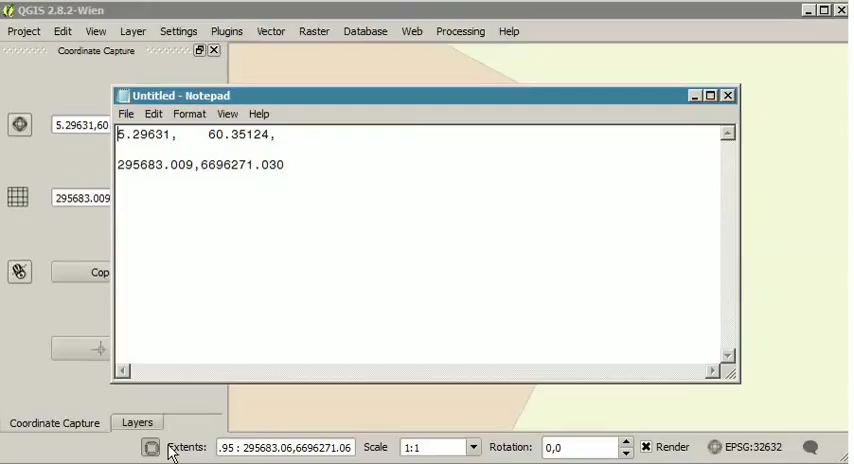 QGIS 2.8.2-Wien
Project Edit View Layer Settings Plugins Vector Raster Database Web Processing Help
Coordinate Capture
Untitled - Notepad
File Edit Format View Help
5.29631,60
5.29631,    60.35124,
295683.009,6696271.030
295683.009
Cop
Coordinate Capture Layers
Extents: .95 : 295683.06,6696271.06 Scale 1:1 Rotation: 0,0 Render EPSG:32632